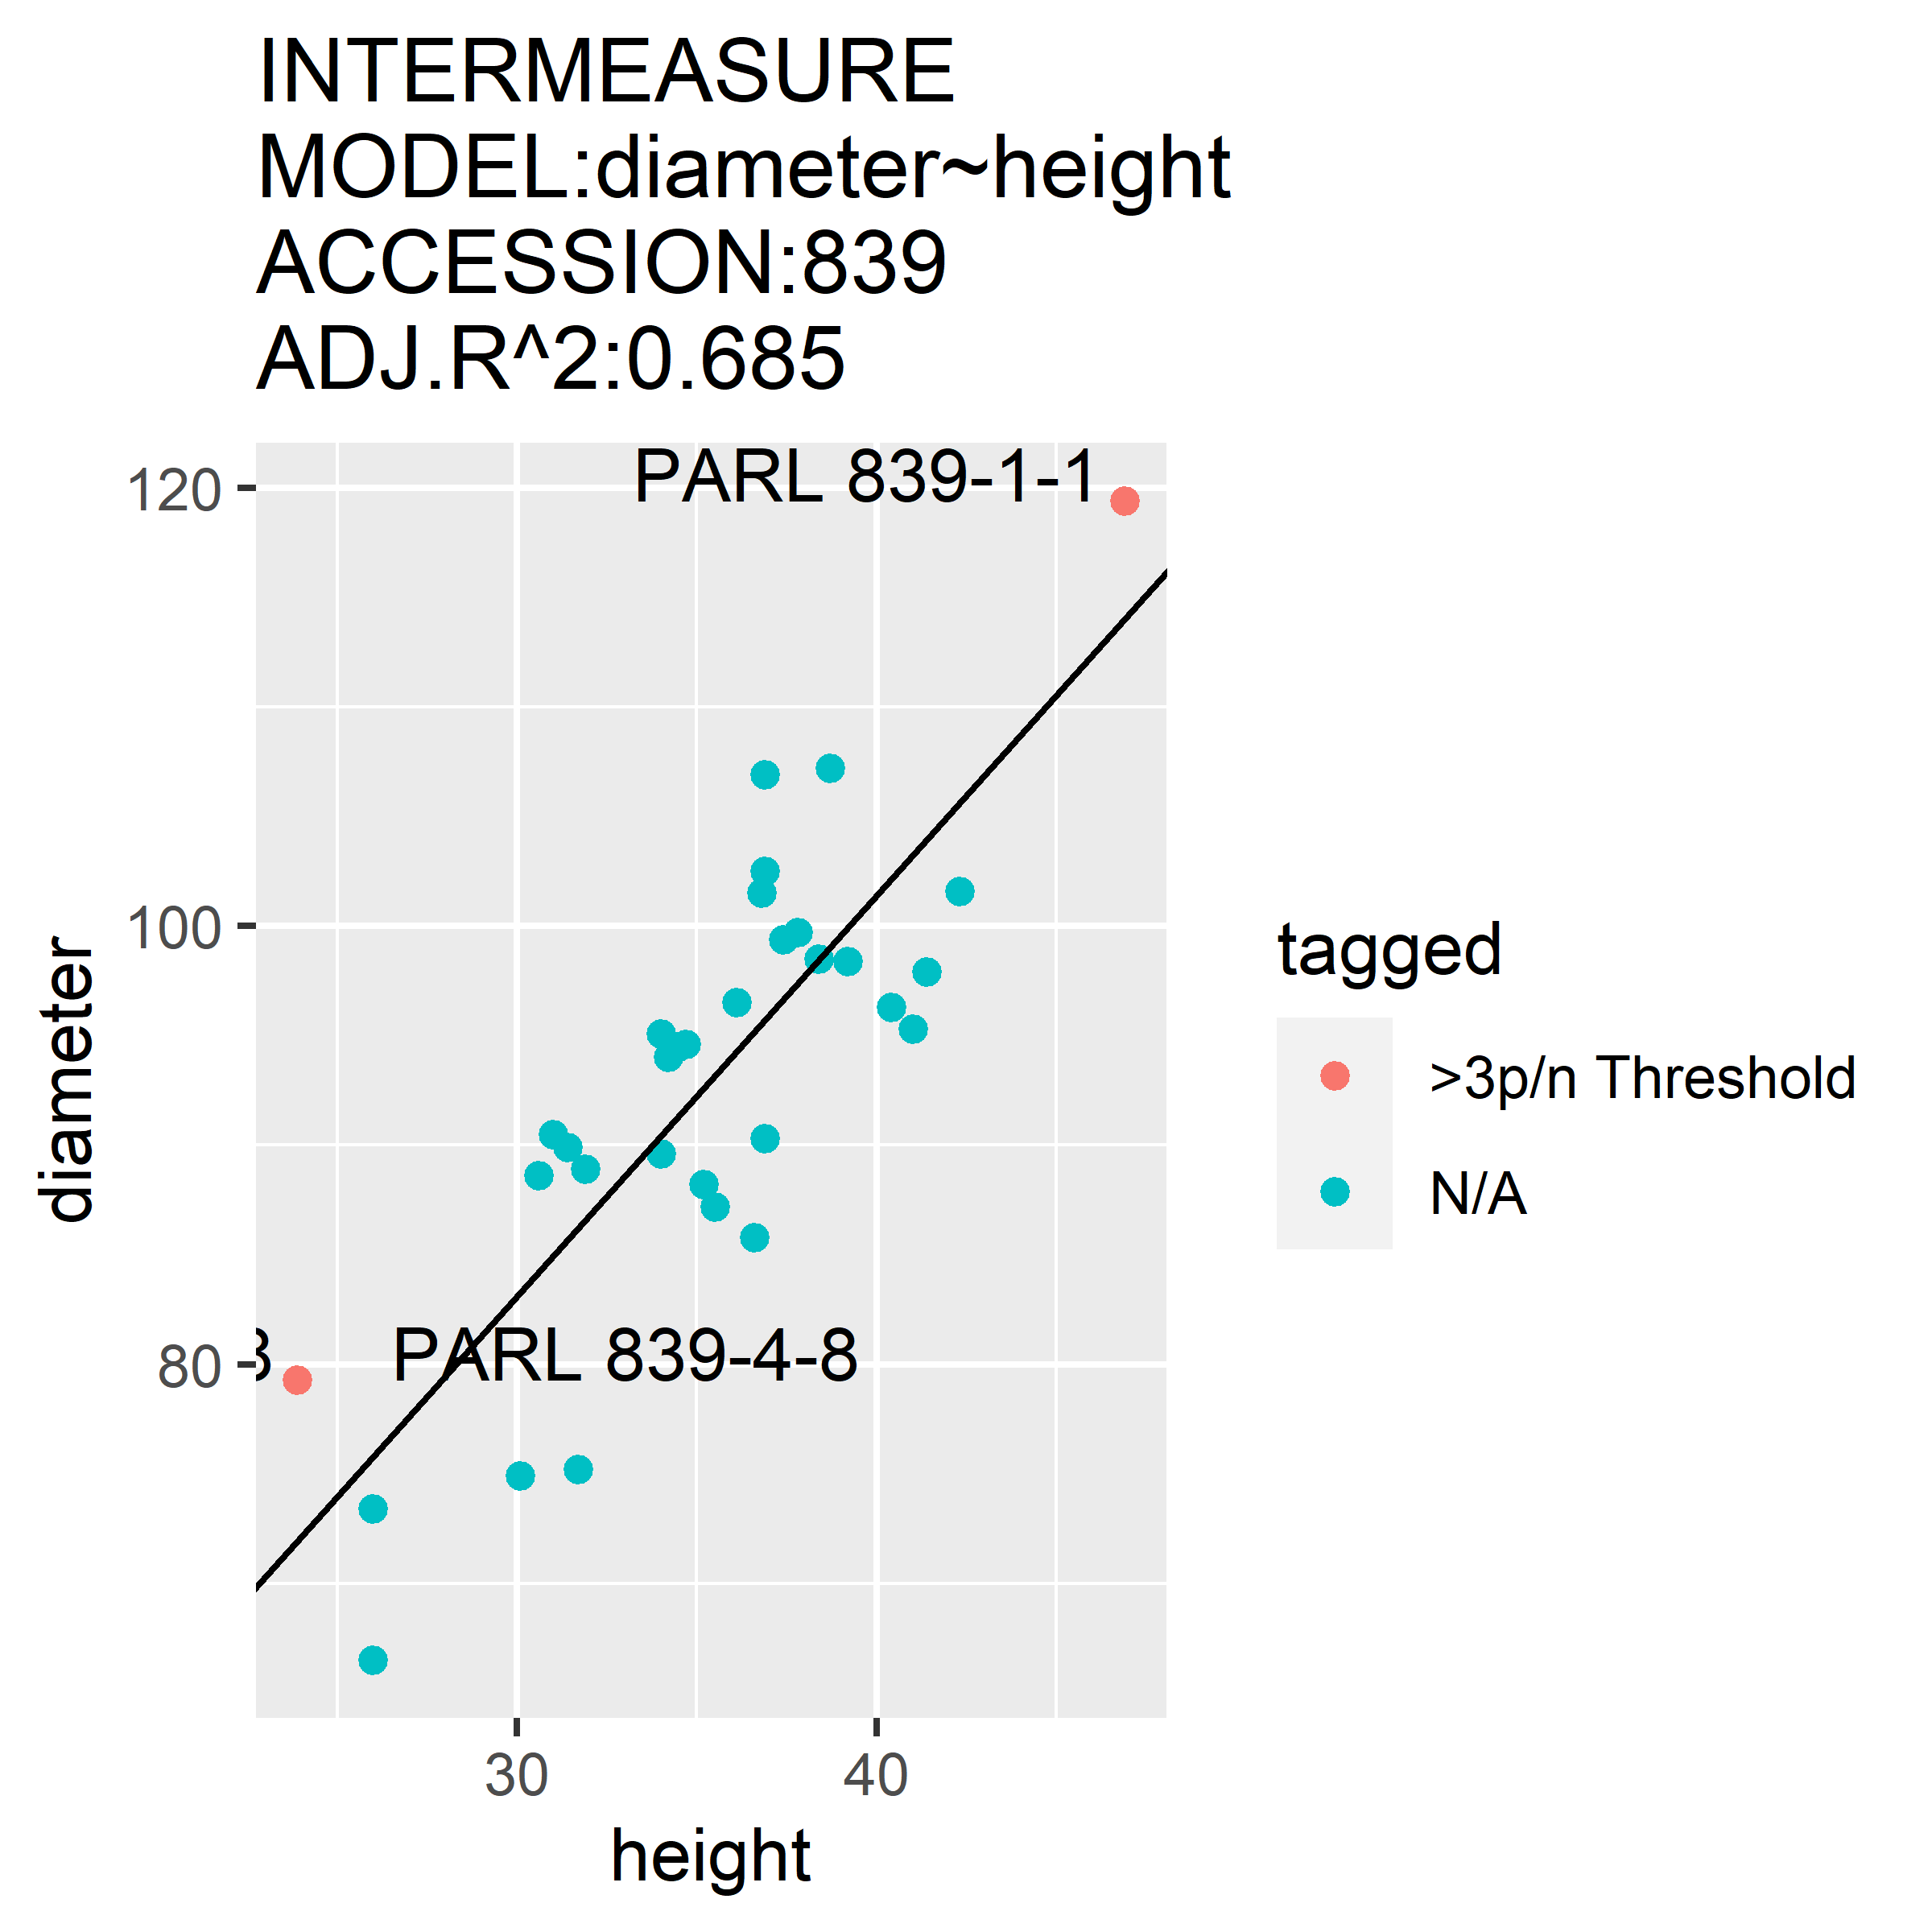 INTERMEASURE
MODEL:diameter~height
ACCESSION:839
ADJ.R^2:0.685
PARL 839-1-1
120
100
80
PARL 839-4-8
diameter
30
40
height
tagged
>3p/n Threshold
N/A